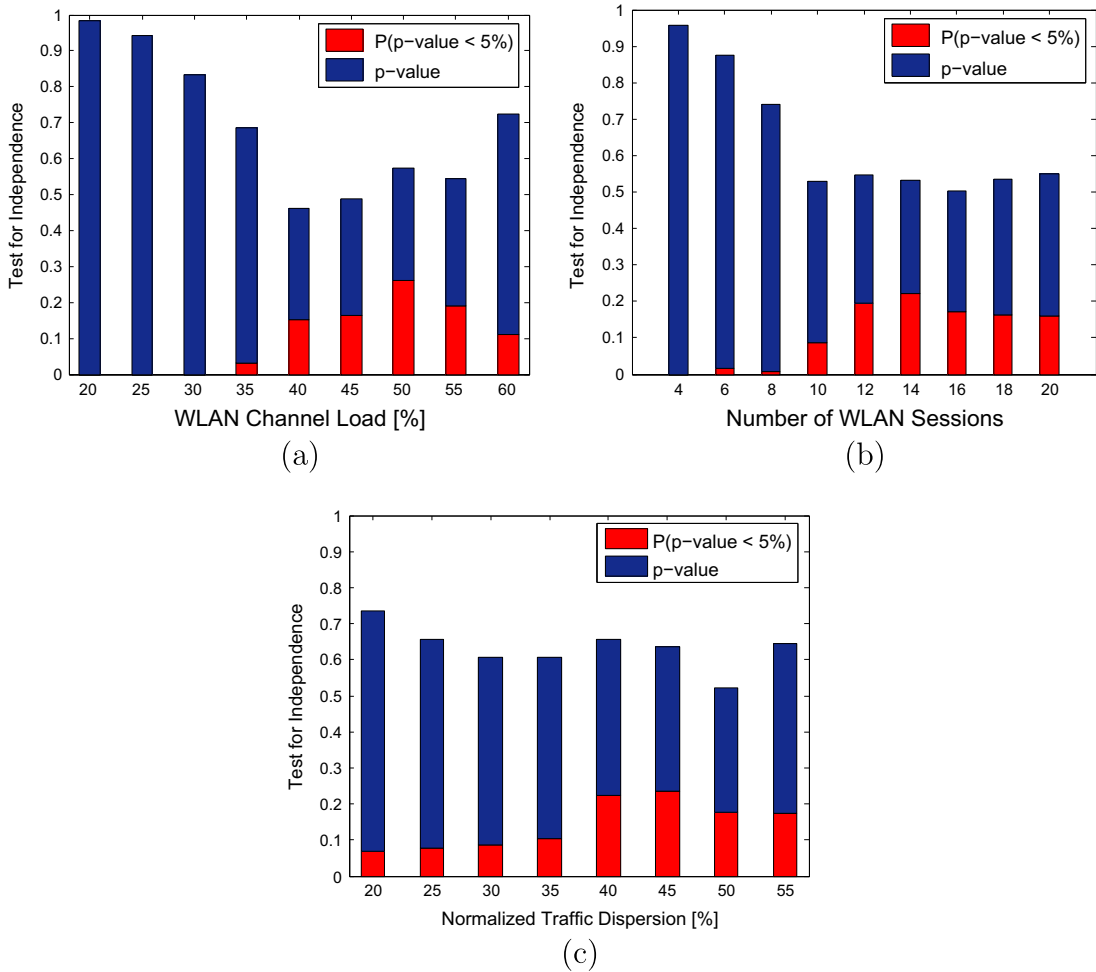 1
0.9
0.8
0.7
0.6
0.5
0.4
0.3
0.2
0.1
0
Test for Independence
P(p−value < 5%)
p−value
20 25 30 35 40 45 50 55 60
WLAN Channel Load [%]
(a)
1
0.9
0.8
0.7
0.6
0.5
0.4
0.3
0.2
0.1
0
Test for Independence
P(p−value < 5%)
p−value
4 6 8 10 12 14 16 18 20
Number of WLAN Sessions
(b)
1
0.9
0.8
0.7
0.6
0.5
0.4
0.3
0.2
0.1
0
Test for Independence
P(p−value < 5%)
p−value
20 25 30 35 40 45 50 55
Normalized Traffic Dispersion [%]
(c)